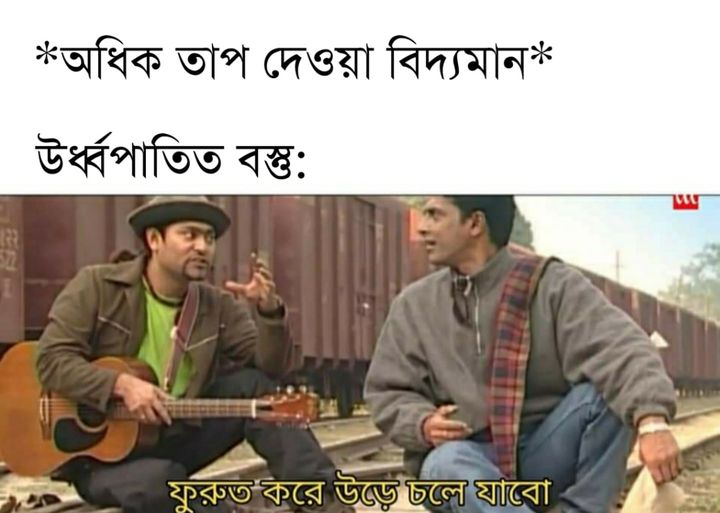 *অধিক তাপ দেওয়া বিদ্যমান*
উর্ধ্বপাতিত বস্তু:
ফুরুত করে উড়ে চলে যাবো